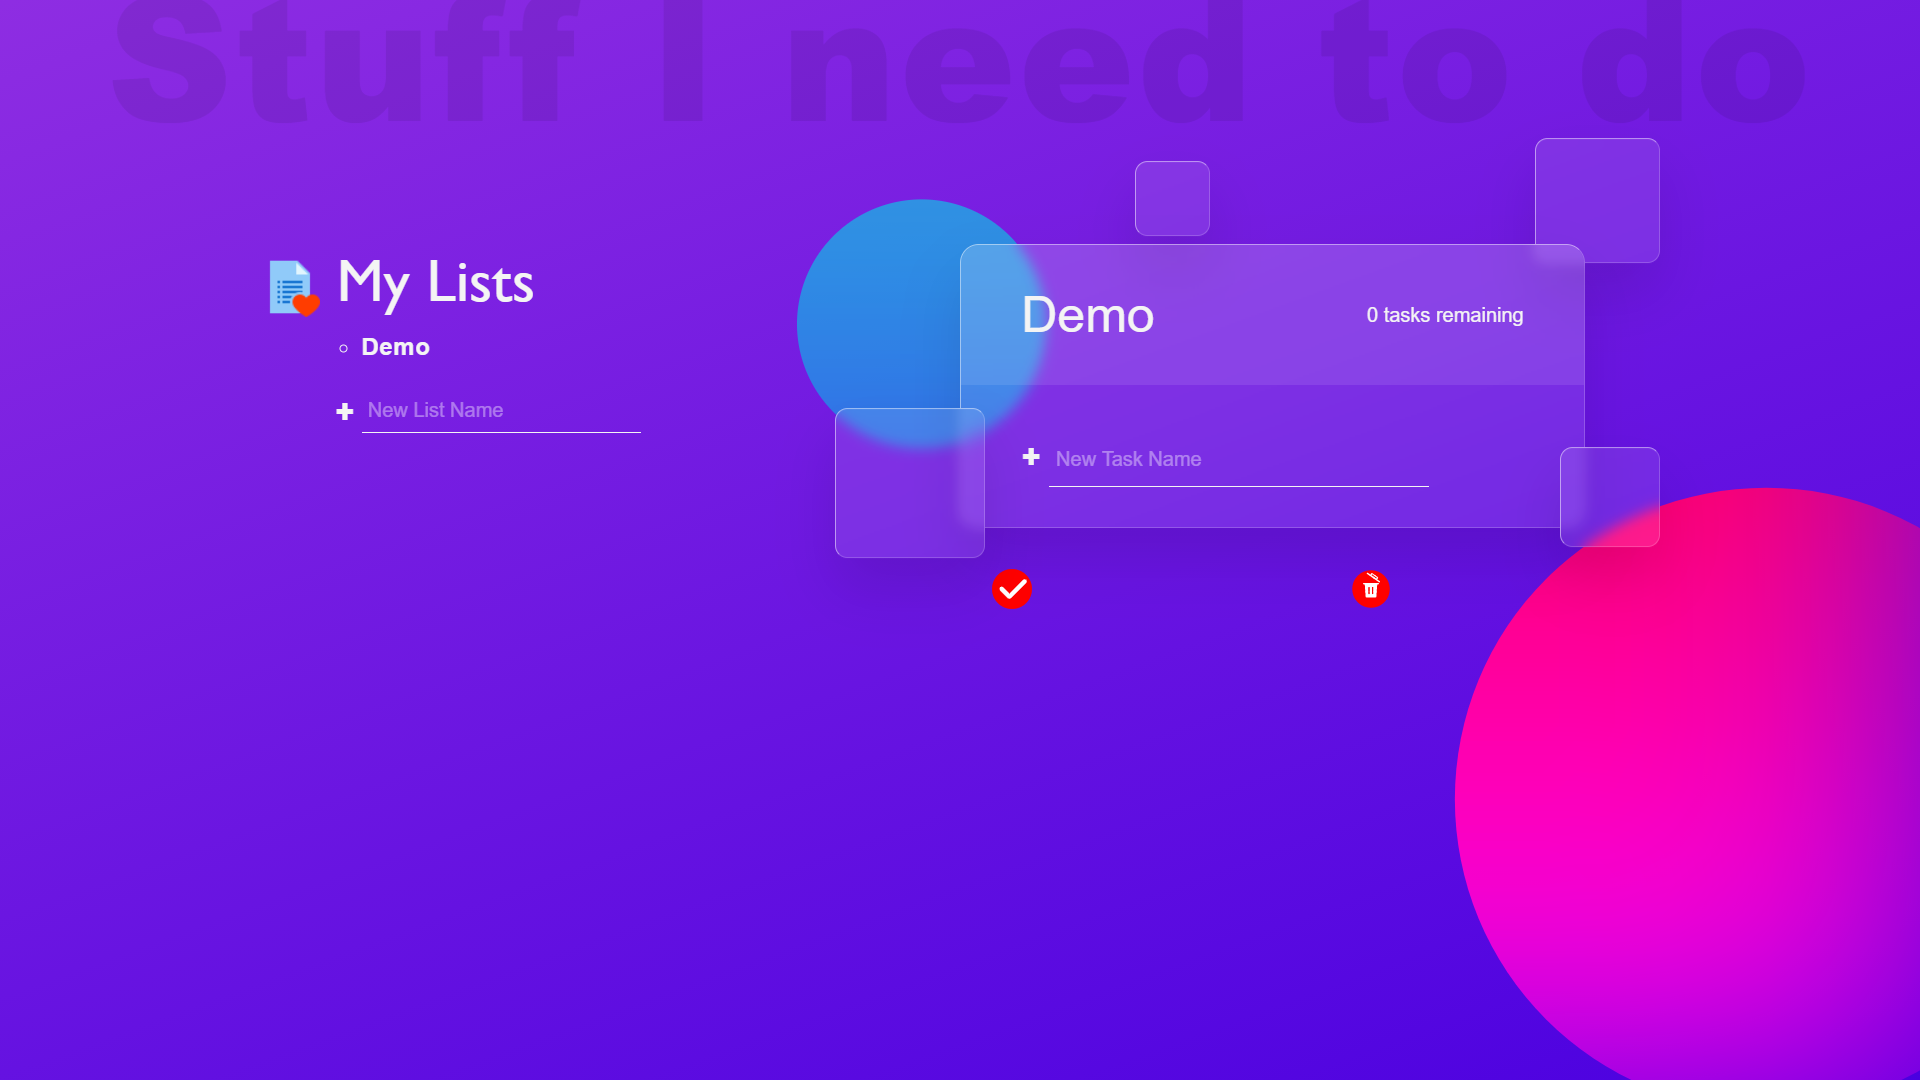 Stuff I need to do
My Lists
Demo
New List Name
Demo
0 tasks remaining
New Task Name